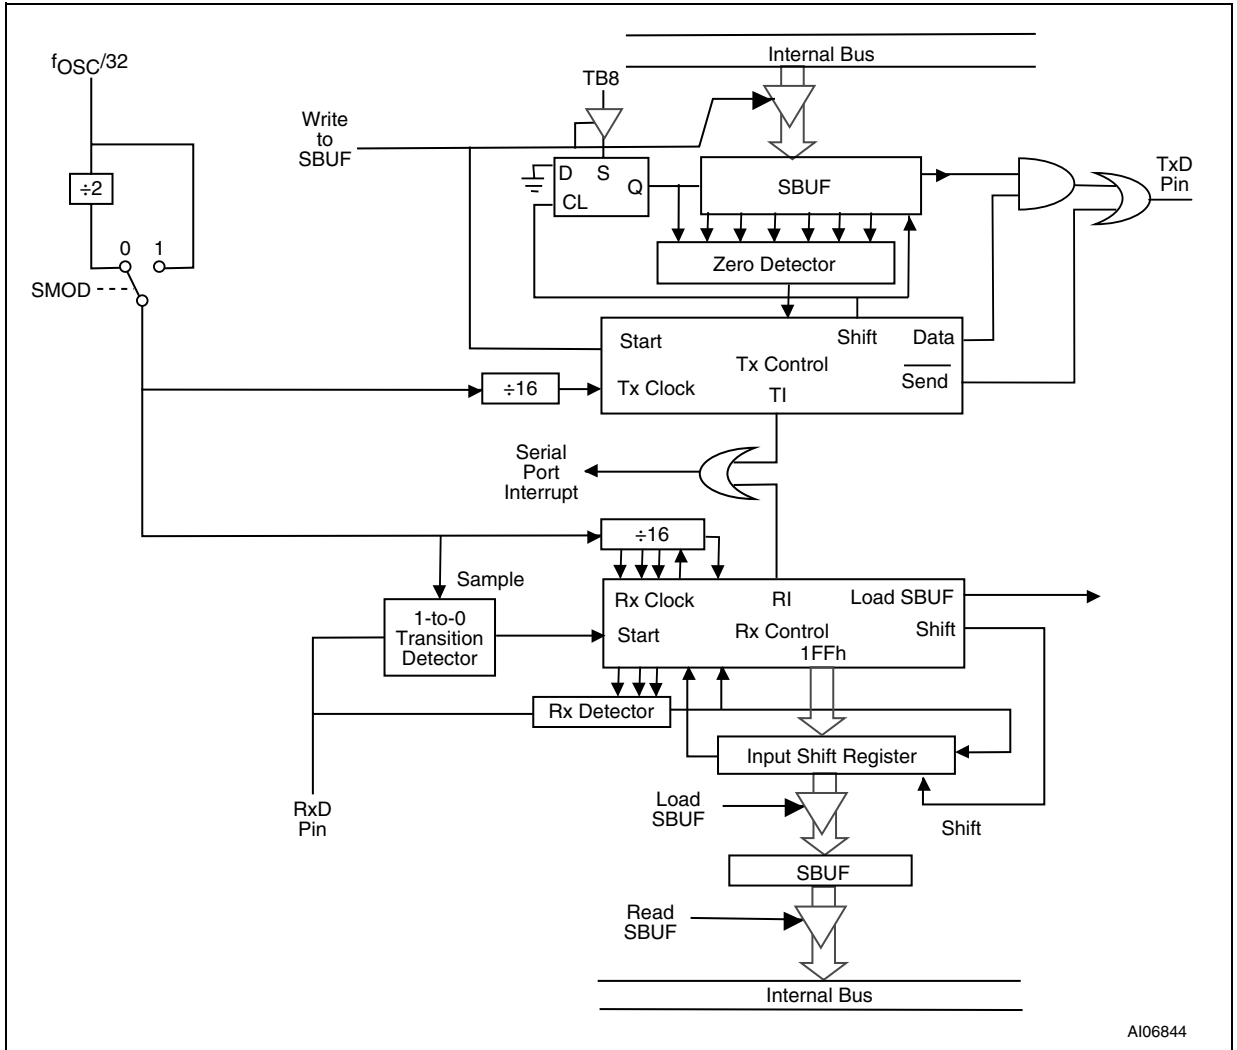 Internal Bus
fOSC/32
TB8
Write
to
SBUF
TxD
Pin
÷2
D S
Q
CL
SBUF
0 1
Zero Detector
SMOD
Start
Shift
Data
Tx Control
Send
Tx Clock
TI
÷16
Serial
Port
Interrupt
÷16
Sample
Rx Clock
RI
Load SBUF
1-to-0
Transition
Detector
Start
Rx Control
Shift
1FFh
Rx Detector
Input Shift Register
RxD
Pin
Load
SBUF
Shift
SBUF
Read
SBUF
Internal Bus
AI06844